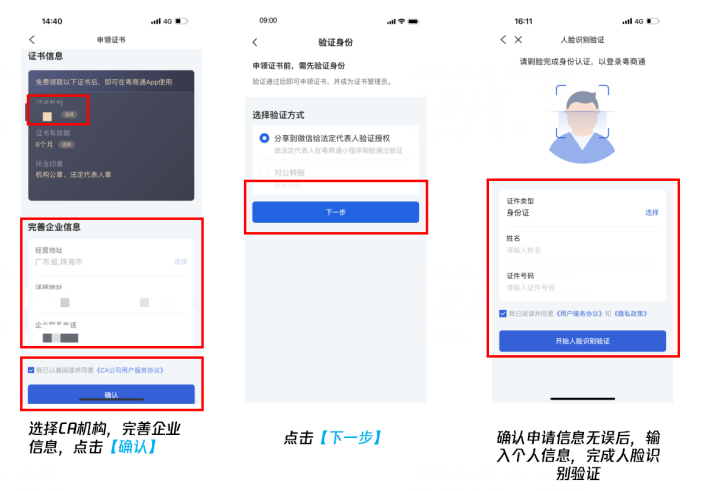 14:40
4G
申领证书
证书信息
免费领取以下证书后，即可在粤商通App使用
选择
证书有效期
6个月 选择
所含印章
机构公章、法定代表人章
完善企业信息
经营地址
广东省,珠海市
选择
详细地址
我已认真阅读并同意《CA公司用户服务协议》
确认
选择CA机构，完善企业
信息，点击【确认】
09:00
验证身份
申领证书前，需先验证身份
验证通过后即可申领证书，并成为证书管理员。
选择验证方式
分享到微信给法定代表人验证授权
由法定代表人在粤商通小程序刷脸通过验证
对公转账
下一步
点击【下一步】
16:11
4G
人脸识别验证
请刷脸完成身份认证，以登录粤商通
证件类型
身份证
选择
姓名
请输入姓名
证件号码
请输入证件号码
我已阅读并同意《用户服务协议》和《隐私政策》
开始人脸识别验证
确认申请信息无误后，输
入个人信息，完成人脸识
别验证